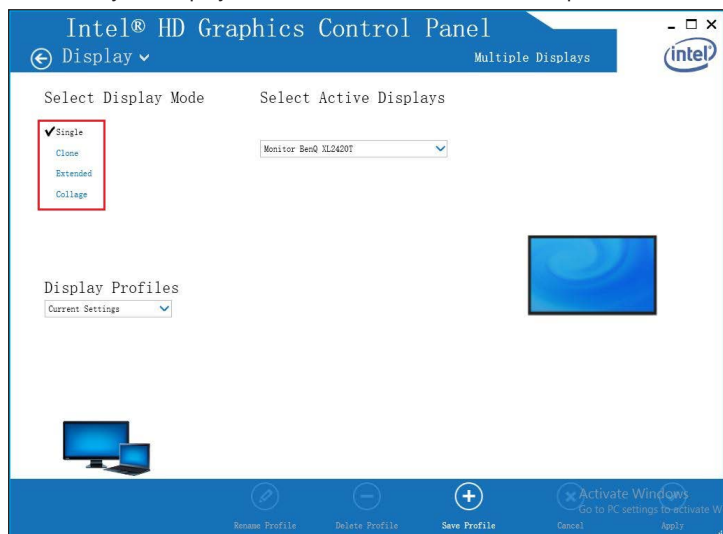 Intel® HD Graphics Control Panel
Display
Multiple Displays
intel
Select Display Mode
Select Active Displays
Single
Clone
Extended
Collage
Monitor BenQ XL2420T
Display Profiles
Current Settings
Rename Profile
Delete Profile
Save Profile
Cancel
Apply
Activate Windows
Go to PC settings to activate W